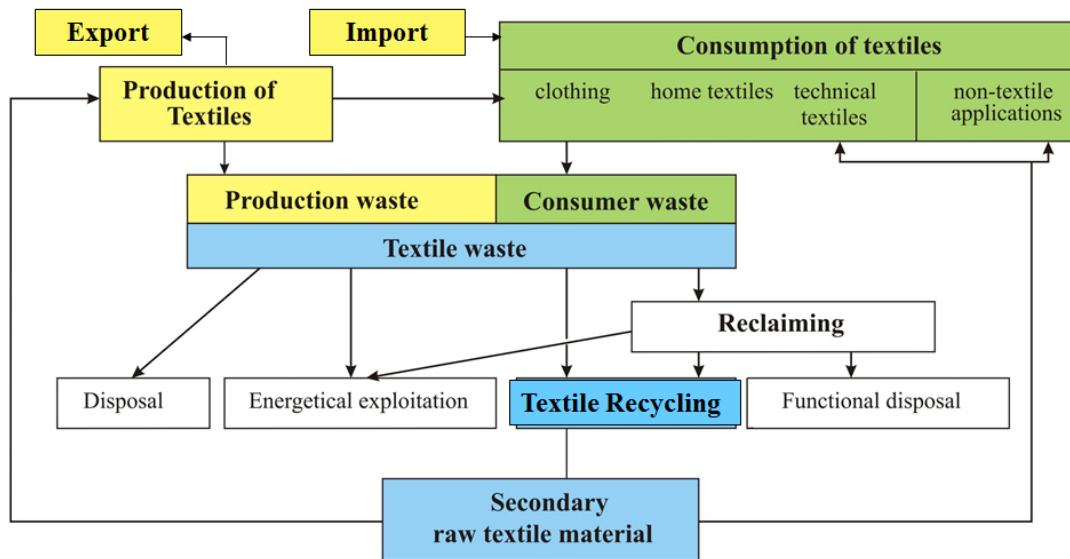 Export
Import
Consumption of textiles
Production of
Textiles
clothing
home textiles
technical
textiles
non-textile
applications
Production waste
Consumer waste
Textile waste
Reclaiming
Disposal
Energetical exploitation
Textile Recycling
Functional disposal
Secondary
raw textile material